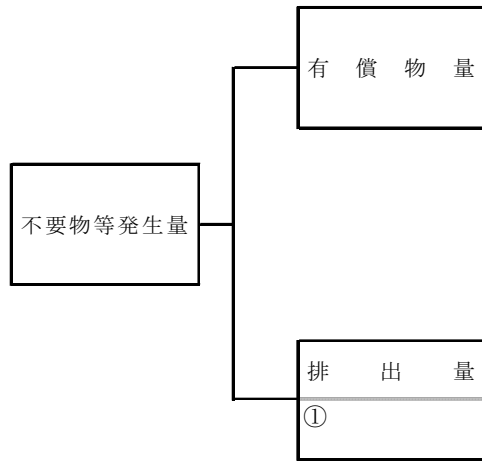 有償物量
不要物等発生量
排出量
①